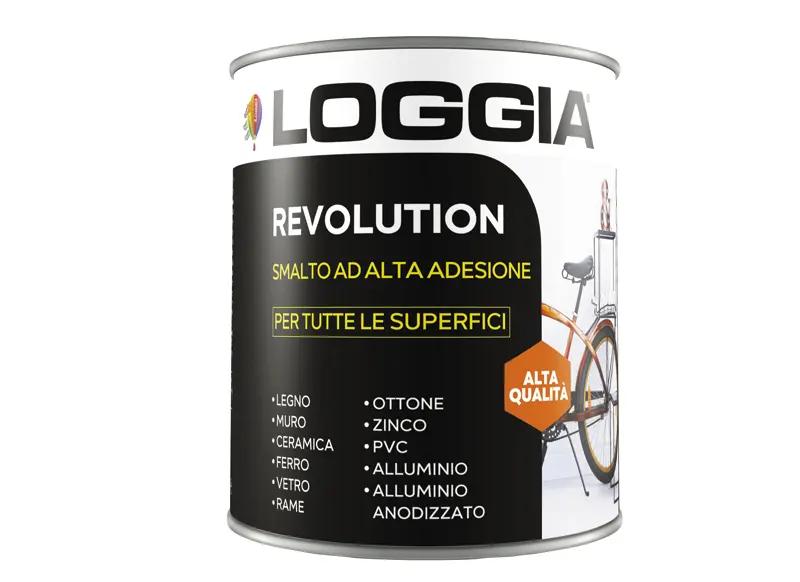 LOGGIA
REVOLUTION
SMALTO AD ALTA ADESIONE
PER TUTTE LE SUPERFICI
ALTA
QUALITÀ
• LEGNO
• MURO
• CERAMICA
• FERRO
• VETRO
• RAME
• OTTONE
• ZINCO
• PVC
• ALLUMINIO
• ALLUMINIO
ANODIZZATO